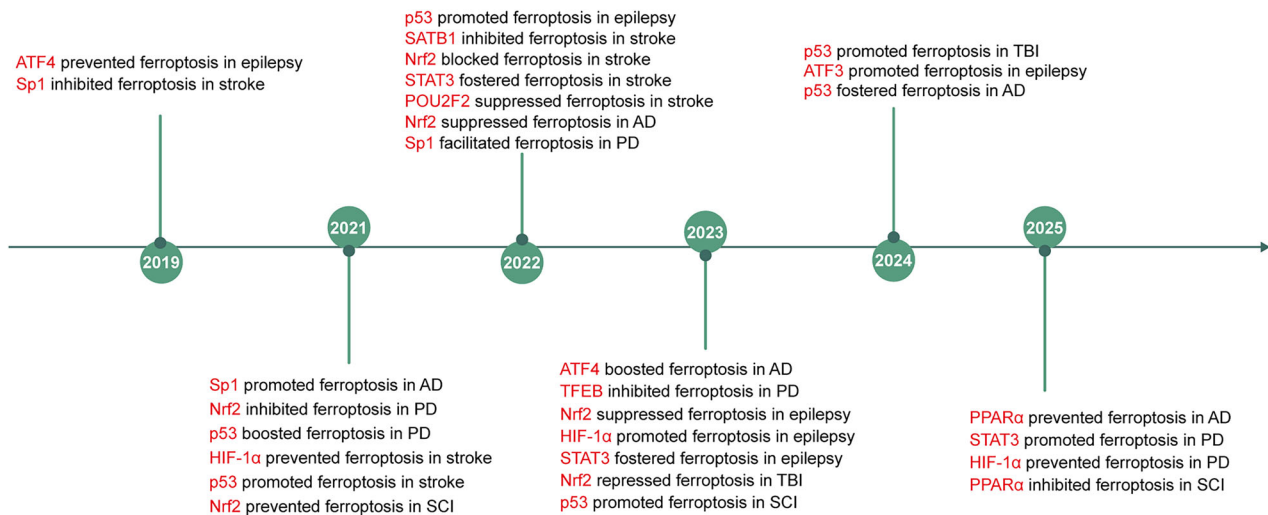 ATF4 prevented ferroptosis in epilepsy
Sp1 inhibited ferroptosis in stroke
2019
2021
Sp1 promoted ferroptosis in AD
Nrf2 inhibited ferroptosis in PD
p53 boosted ferroptosis in PD
HIF-1α prevented ferroptosis in stroke
p53 promoted ferroptosis in stroke
Nrf2 prevented ferroptosis in SCI
p53 promoted ferroptosis in epilepsy
SATB1 inhibited ferroptosis in stroke
Nrf2 blocked ferroptosis in stroke
STAT3 fostered ferroptosis in stroke
POU2F2 suppressed ferroptosis in stroke
Nrf2 suppressed ferroptosis in AD
Sp1 facilitated ferroptosis in PD
2022
2023
ATF4 boosted ferroptosis in AD
TFEB inhibited ferroptosis in PD
Nrf2 suppressed ferroptosis in epilepsy
HIF-1α promoted ferroptosis in epilepsy
STAT3 fostered ferroptosis in epilepsy
Nrf2 repressed ferroptosis in TBI
p53 promoted ferroptosis in SCI
p53 promoted ferroptosis in TBI
ATF3 promoted ferroptosis in epilepsy
p53 fostered ferroptosis in AD
2024
2025
PPARα prevented ferroptosis in AD
STAT3 promoted ferroptosis in PD
HIF-1α prevented ferroptosis in PD
PPARα inhibited ferroptosis in SCI